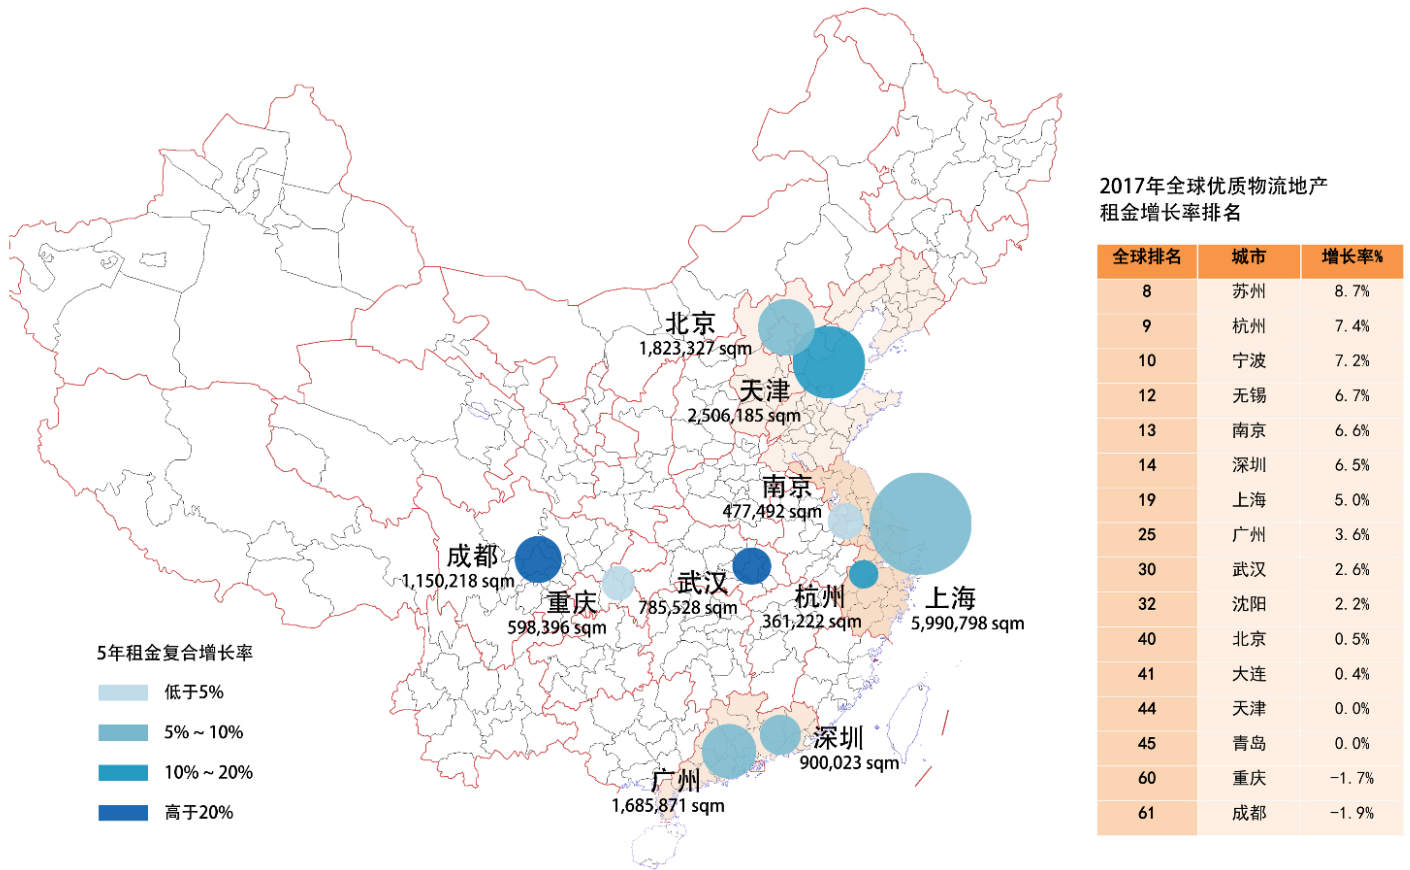 北京
1,823,327 sqm
天津
2,506,185 sqm
南京
477,492 sqm
成都
1,150,218 sqm
重庆
598,396 sqm
武汉
785,528 sqm
杭州
361,222 sqm
上海
5,990,798 sqm
深圳
900,023 sqm
广州
1,685,871 sqm
5年租金复合增长率
低于5%
5% ~ 10%
10% ~ 20%
高于20%
2017年全球优质物流地产
租金增长率排名
全球排名 城市 增长率%
8 苏州 8.7%
9 杭州 7.4%
10 宁波 7.2%
12 无锡 6.7%
13 南京 6.6%
14 深圳 6.5%
19 上海 5.0%
25 广州 3.6%
30 武汉 2.6%
32 沈阳 2.2%
40 北京 0.5%
41 大连 0.4%
44 天津 0.0%
45 青岛 0.0%
60 重庆 -1.7%
61 成都 -1.9%